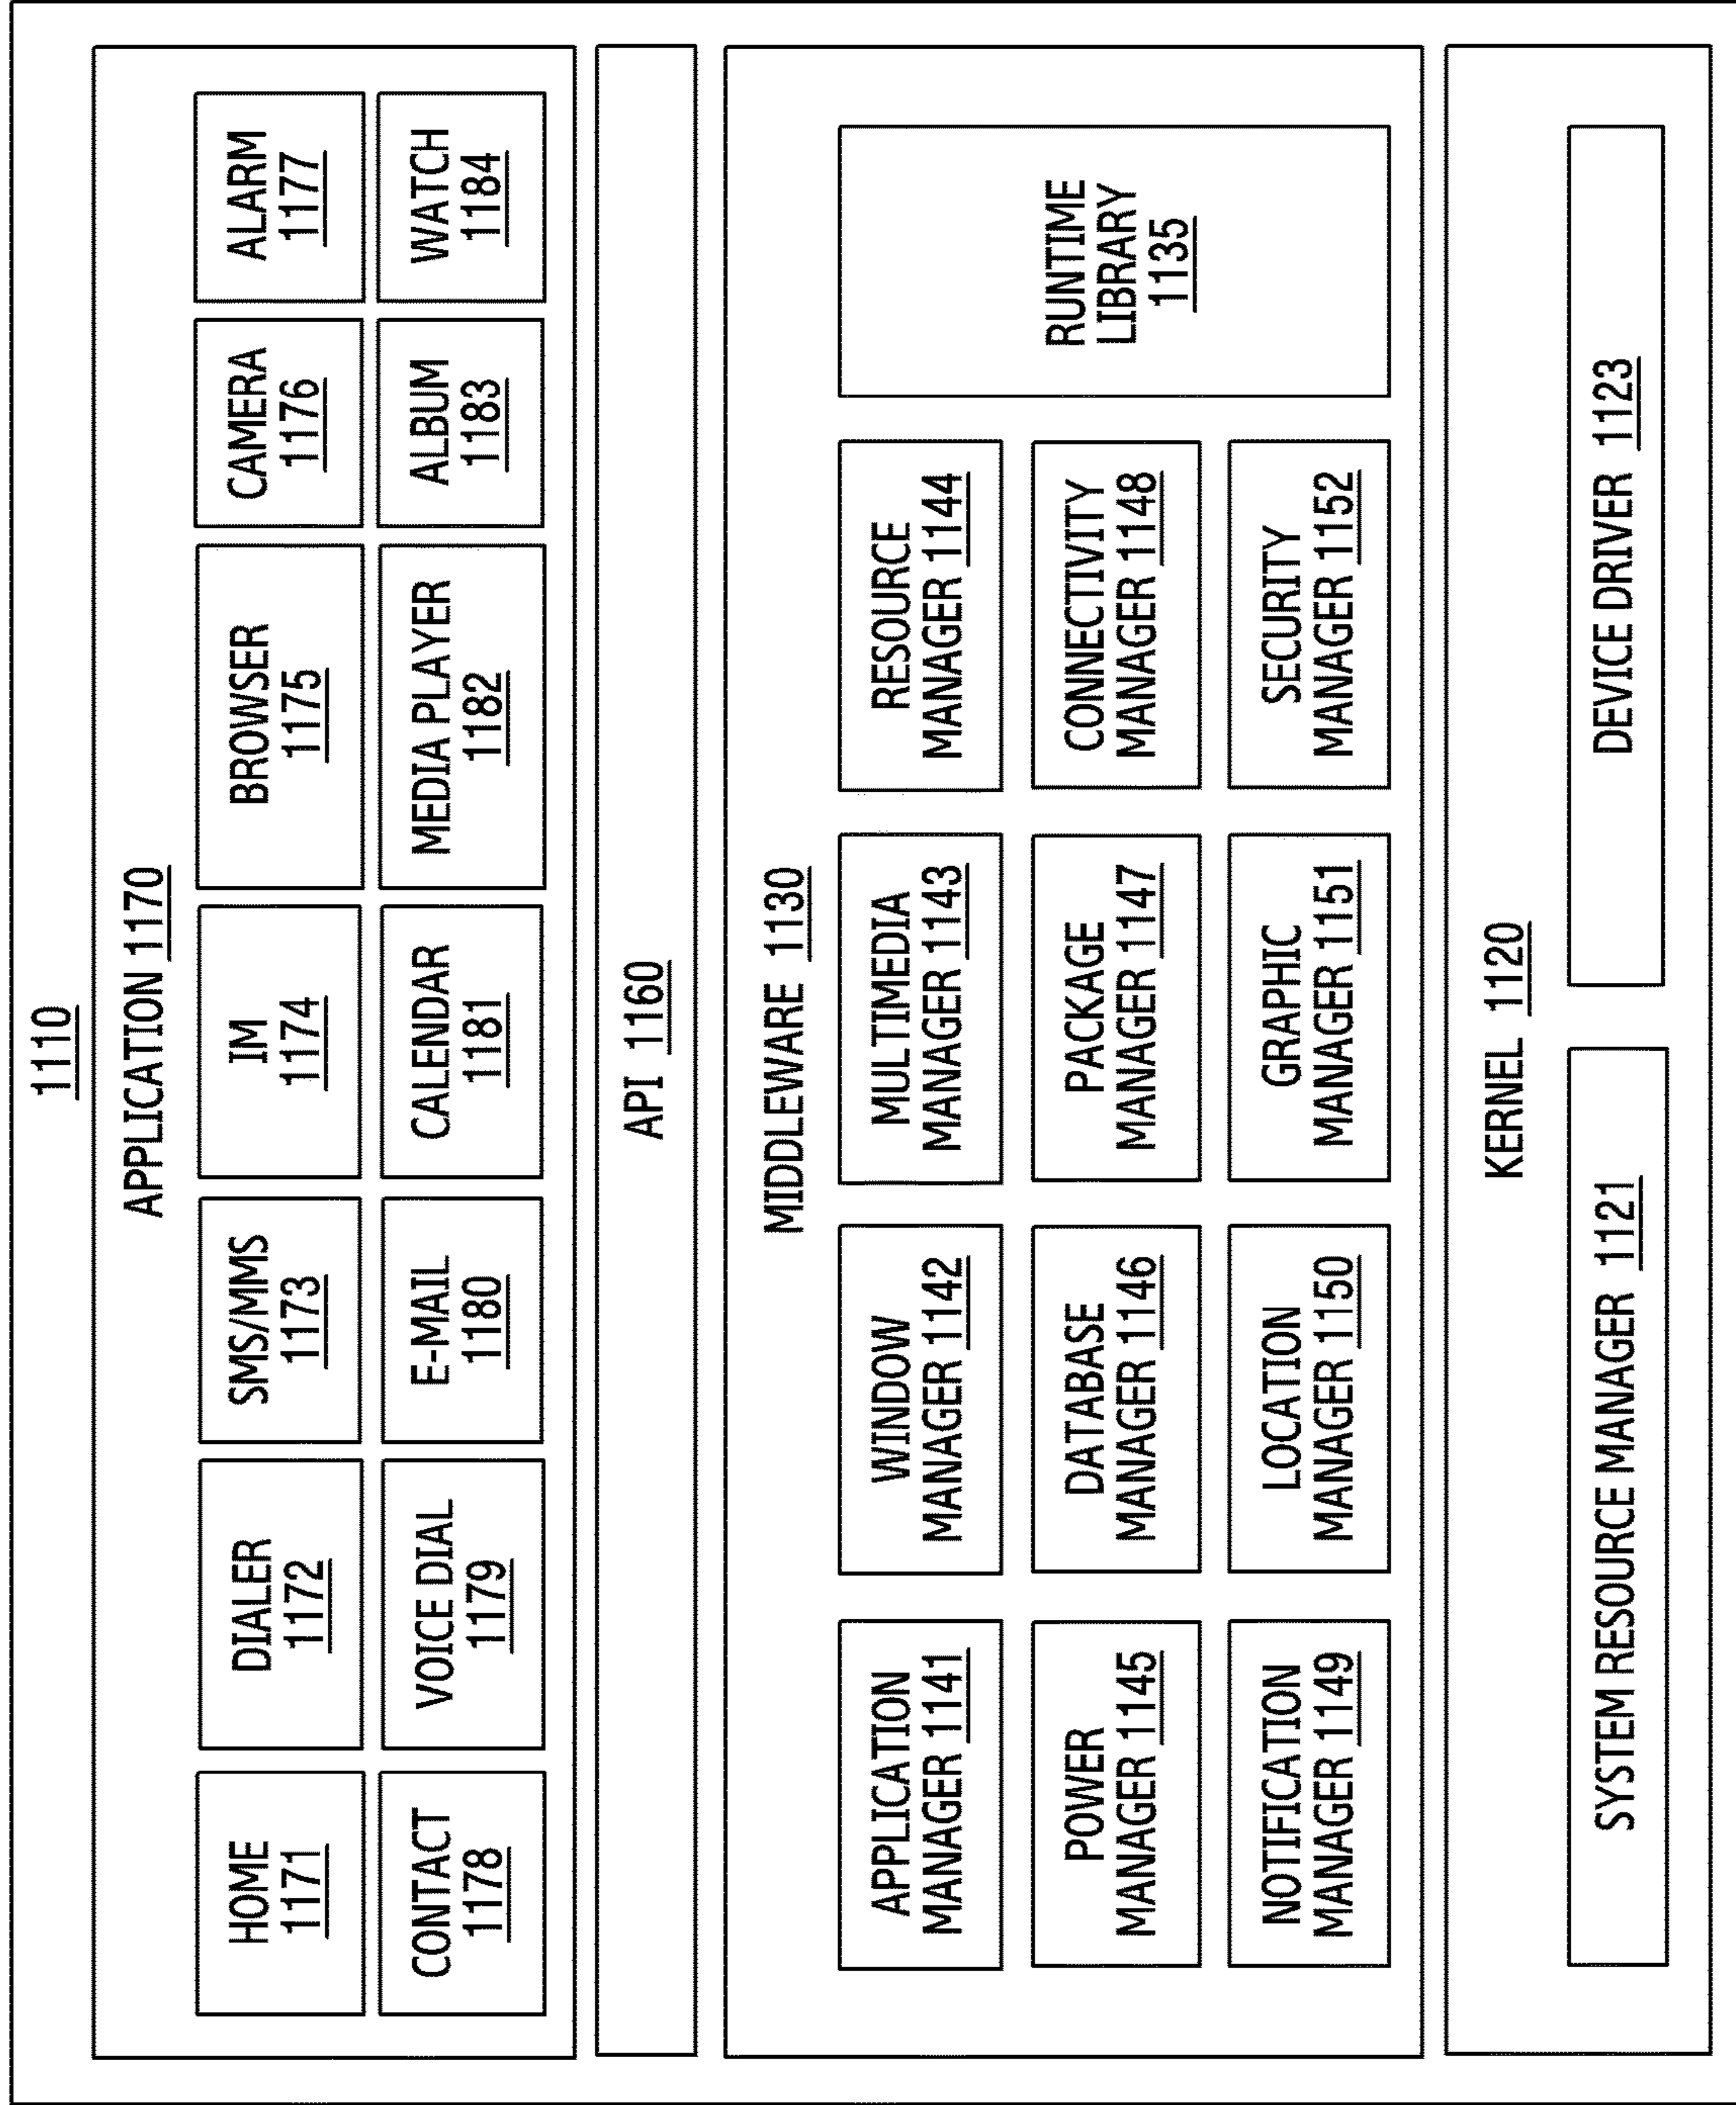 1110
APPLICATION 1170
HOME
1171
DIALER
1172
SMS/MMS
1173
IM
1174
BROWSER
1175
CAMERA
1176
ALARM
1177
CONTACT
1178
VOICE DIAL
1179
E-MAIL
1180
CALENDAR
1181
MEDIA PLAYER
1182
ALBUM
1183
WATCH
1184
API 1160
MIDDLEWARE 1130
APPLICATION
MANAGER 1141
WINDOW
MANAGER 1142
MULTIMEDIA
MANAGER 1143
RESOURCE
MANAGER 1144
POWER
MANAGER 1145
DATABASE
MANAGER 1146
PACKAGE
MANAGER 1147
CONNECTIVITY
MANAGER 1148
NOTIFICATION
MANAGER 1149
LOCATION
MANAGER 1150
GRAPHIC
MANAGER 1151
SECURITY
MANAGER 1152
RUNTIME
LIBRARY
1135
KERNEL 1120
SYSTEM RESOURCE MANAGER 1121
DEVICE DRIVER 1123